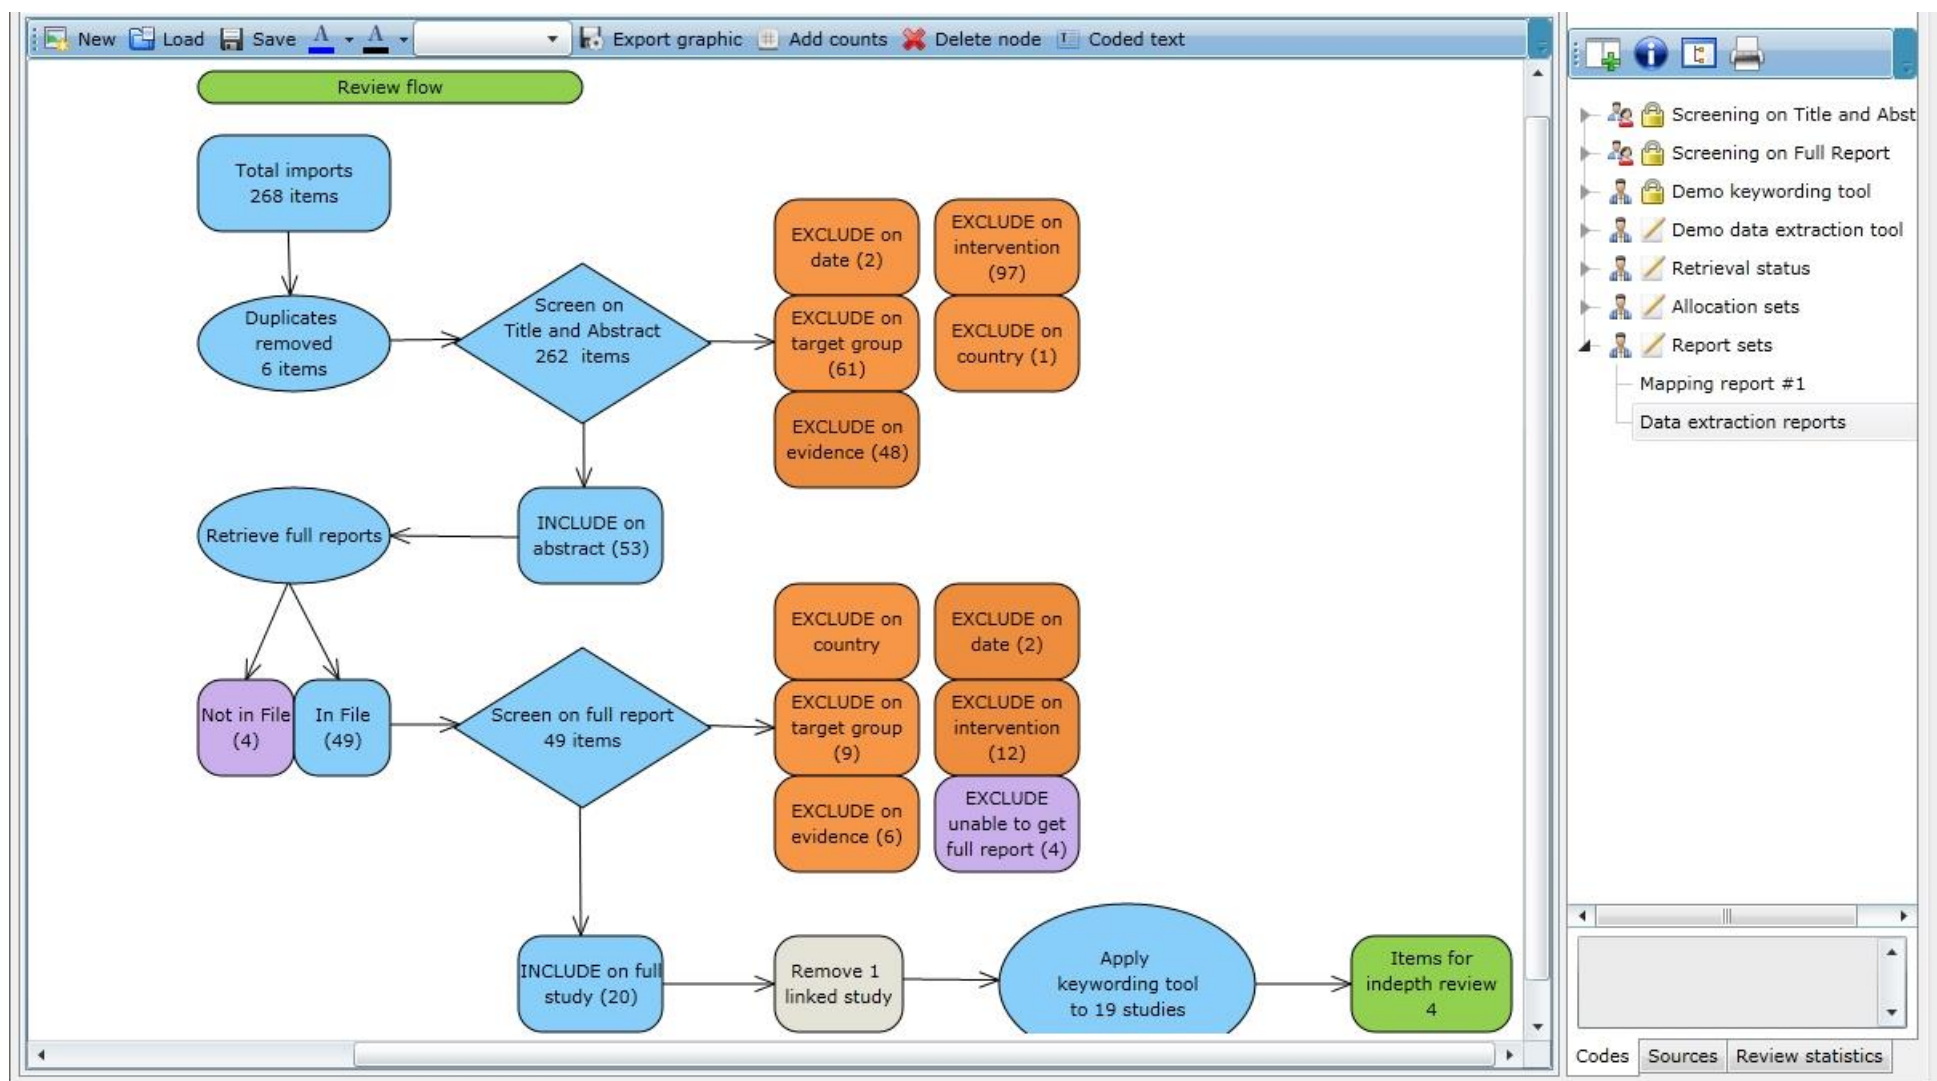 New Load Save A A Export graphic Add counts Delete node Coded text
Review flow
Total imports
268 items
Duplicates
removed
6 items
Screen on
Title and Abstract
262 items
EXCLUDE on
date (2)
EXCLUDE on
intervention
(97)
EXCLUDE on
target group
(61)
EXCLUDE on
country (1)
EXCLUDE on
evidence (48)
INCLUDE on
abstract (53)
Retrieve full reports
Not in File
(4)
In File
(49)
Screen on full report
49 items
EXCLUDE on
country
EXCLUDE on
date (2)
EXCLUDE on
target group
(9)
EXCLUDE on
intervention
(12)
EXCLUDE on
evidence (6)
EXCLUDE
unable to get
full report (4)
INCLUDE on full
study (20)
Remove 1
linked study
Apply
keywording tool
to 19 studies
Items for
indepth review
4
Screening on Title and Abst
Screening on Full Report
Demo keywording tool
Demo data extraction tool
Retrieval status
Allocation sets
Report sets
Mapping report #1
Data extraction reports
Codes Sources Review statistics